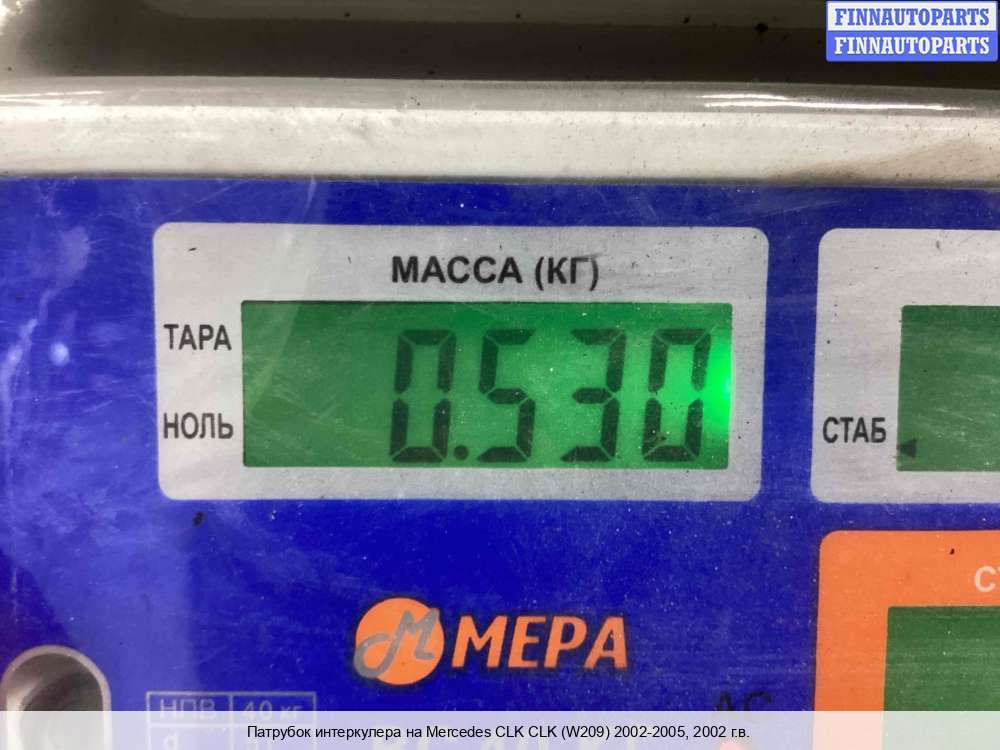 FINNAUTOPARTS
FINNAUTOPARTS
МАССА (КГ)
ТАРА
0.530
НОЛЬ
СТАБ
МЕРА
НПВ 40 кг
d
Патрубок интеркулера на Mercedes CLK CLK (W209) 2002-2005, 2002 г.в.